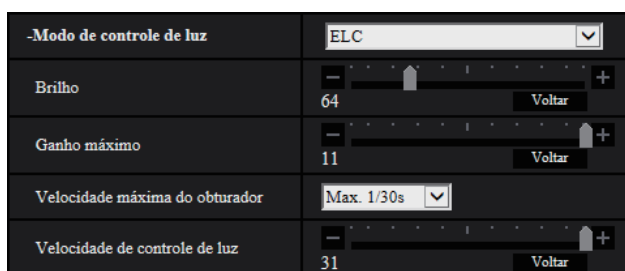 -Modo de controle de luz ELC
Brilho
64 Voltar
Ganho máximo
11 Voltar
Velocidade máxima do obturador Max. 1/30s
Velocidade de controle de luz
31 Voltar